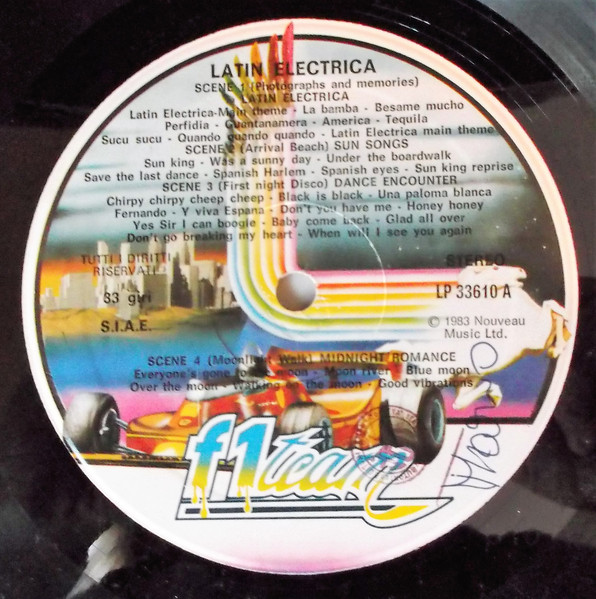 LATIN ELECTRICA
SCENE 1 (Photographs and memories)
LATIN ELECTRICA
Latin Electrica-Main theme - La bamba - Besame mucho
Perfidia - Guantanamera - America - Tequila
Sucu sucu - Quando quando quando - Latin Electrica main theme
SCENE 2 (Arrival Beach) SUN SONGS
Sun king - Was a sunny day - Under the boardwalk
Save the last dance - Spanish Harlem - Spanish eyes - Sun king reprise
SCENE 3 (First night Disco) DANCE ENCOUNTER
Chirpy chirpy cheep cheep - Black is black - Una paloma blanca
Fernando - Y viva Espana - Don't you have me - Honey honey
Yes Sir I can boogie - Baby come back - Glad all over
Don't go breaking my heart - When will I see you again
TUTTI I DIRITTI
RISERVATI
33 giri
S.I.A.E.
STEREO
LP 33610 A
© 1983 Nouveau
Music Ltd.
SCENE 4 (Moonlight Walk) MIDNIGHT ROMANCE
Everyone's gone to the moon - Moon river - Blue moon
Over the moon - Walking on the moon - Good vibrations
f1 team